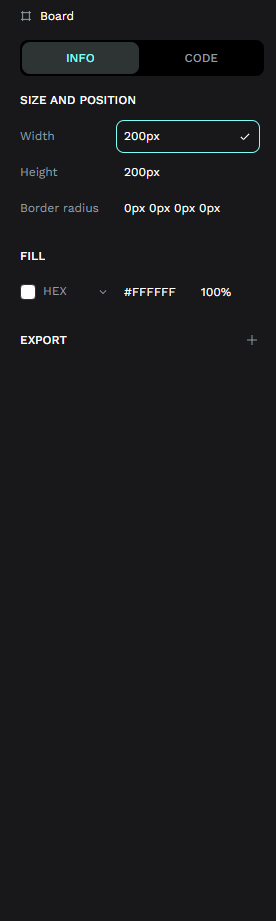 Board
INFO CODE
SIZE AND POSITION
Width 200px
Height 200px
Border radius 0px 0px 0px 0px
FILL
HEX #FFFFFF 100%
EXPORT